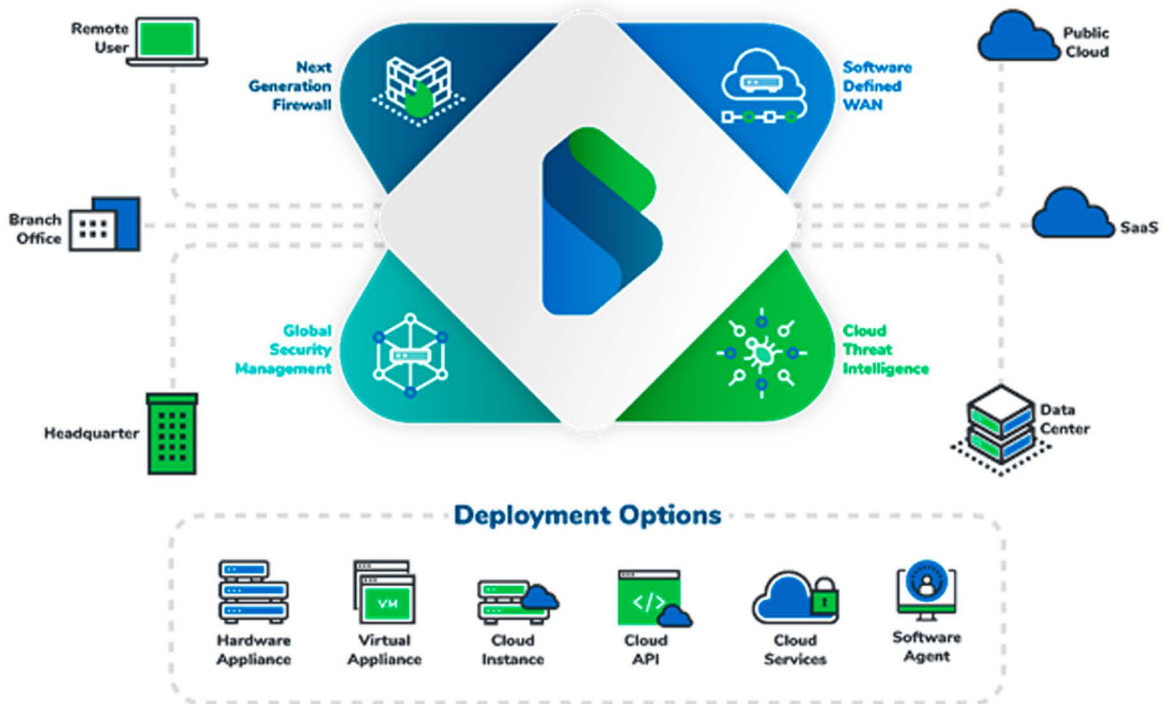 Remote
User
Next
Generation
Firewall
Software
Defined
WAN
Public
Cloud
Branch
Office
SaaS
Global
Security
Management
Cloud
Threat
Intelligence
Headquarter
Data
Center
Deployment Options
VM
</>
Hardware
Appliance
Virtual
Appliance
Cloud
Instance
Cloud
API
Cloud
Services
Software
Agent